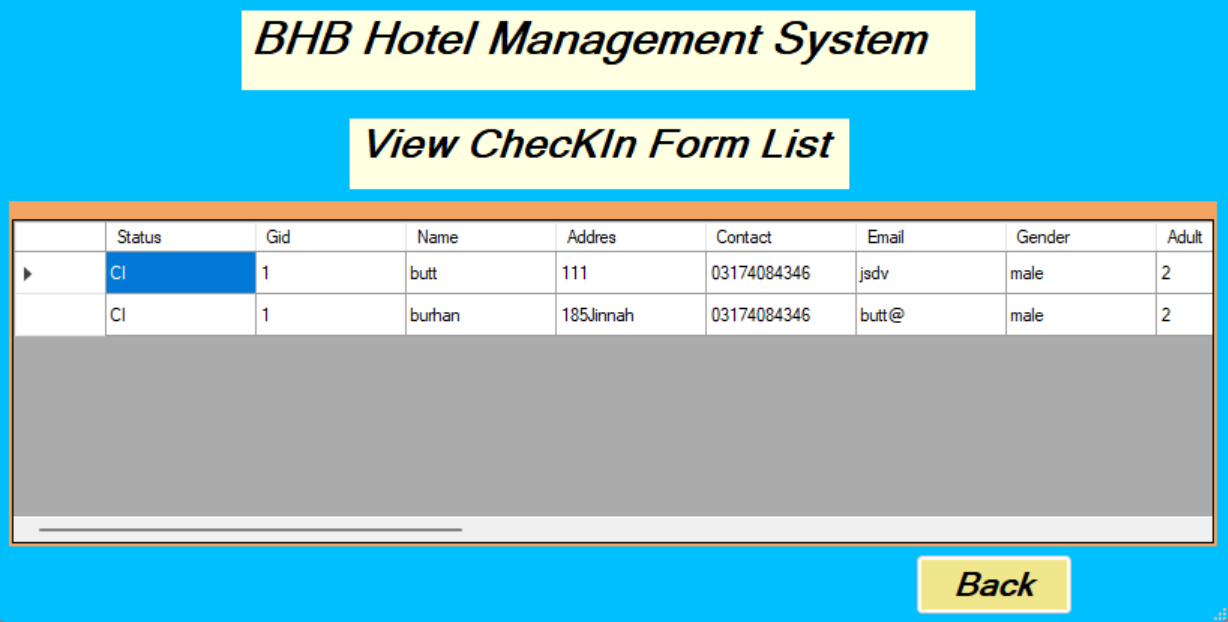 BHB Hotel Management System
View ChecKIn Form List
Status Gid Name Addres Contact Email Gender Adult
CI 1 butt 111 03174084346 jsdv male 2
CI 1 burhan 185Jinnah 03174084346 butt@ male 2
Back